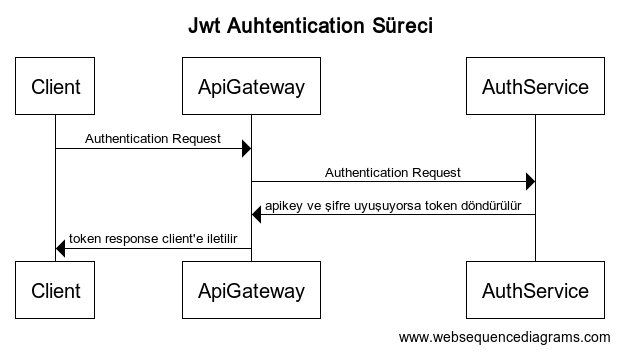 Jwt Auhtentication Süreci
Client
ApiGateway
AuthService
Authentication Request
Authentication Request
apikey ve şifre uyuşuyorsa token döndürülür
token response client'e iletilir
Client
ApiGateway
AuthService
www.websequencediagrams.com